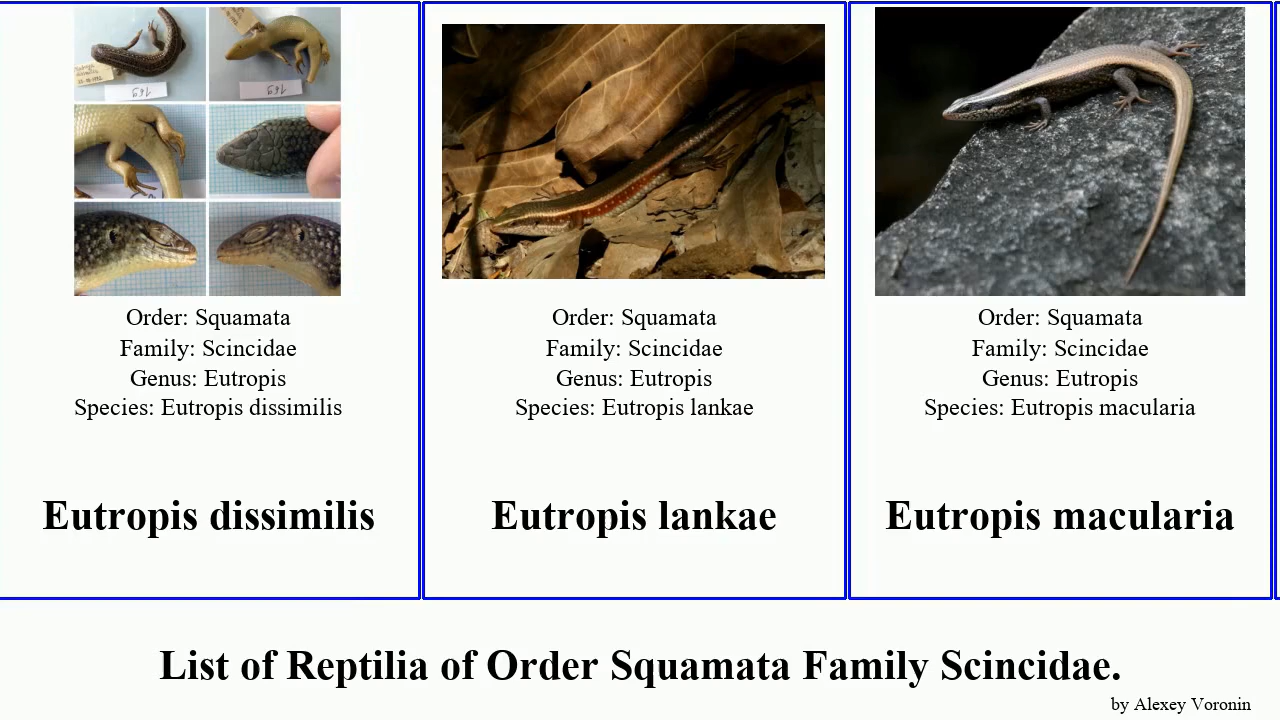 Order: Squamata
Family: Scincidae
Genus: Eutropis
Species: Eutropis dissimilis
Eutropis dissimilis
Order: Squamata
Family: Scincidae
Genus: Eutropis
Species: Eutropis lankae
Eutropis lankae
Order: Squamata
Family: Scincidae
Genus: Eutropis
Species: Eutropis macularia
Eutropis macularia
List of Reptilia of Order Squamata Family Scincidae.
by Alexey Voronin